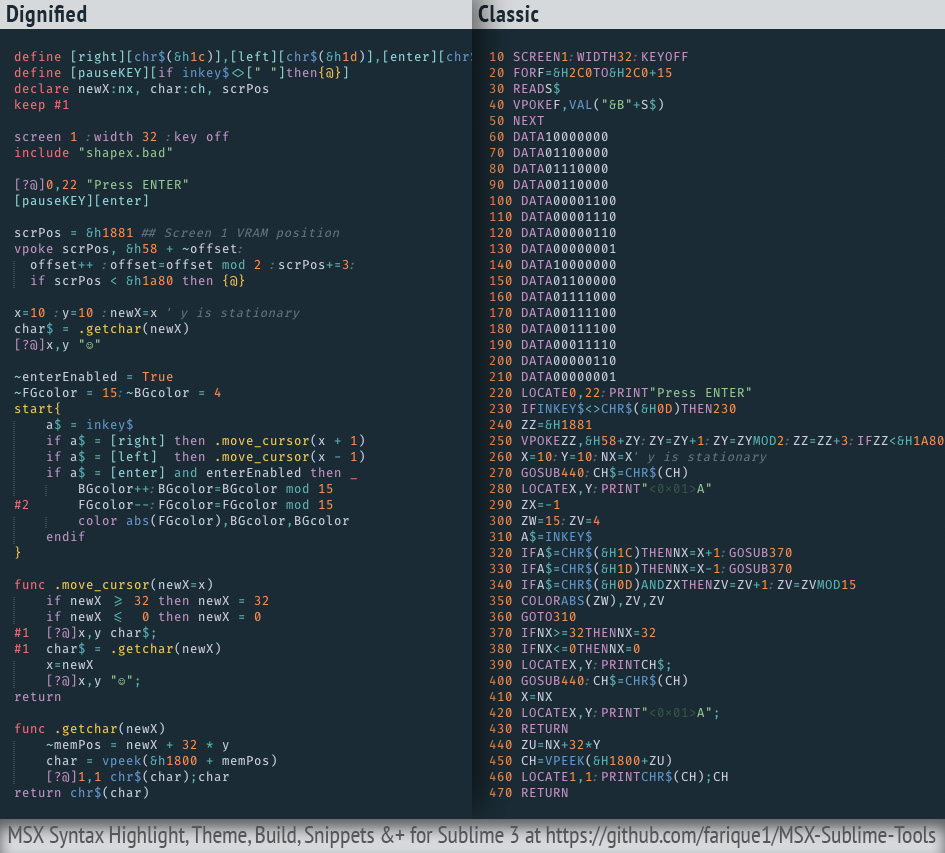 Dignified
define [right][chr$(&h1c)],[left][chr$(&h1d)],[enter][chr
define [pauseKEY][if inkey$<>[" "]then{@}]
declare newX:nx, char:ch, scrPos
keep #1
screen 1 :width 32 :key off
include "shapex.bad"
[?@]0,22 "Press ENTER"
[pauseKEY][enter]
scrPos = &h1881 ## Screen 1 VRAM position
vpoke scrPos, &h58 + ~offset:
offset++ :offset=offset mod 2 :scrPos+=3:
if scrPos < &h1a80 then {@}
x=10 :y=10 :newX=x ' y is stationary
char$ = .getchar(newX)
[?@]x,y "☺"
~enterEnabled = True
~FGcolor = 15:~BGcolor = 4
start{
a$ = inkey$
if a$ = [right] then .move_cursor(x + 1)
if a$ = [left]  then .move_cursor(x - 1)
if a$ = [enter] and enterEnabled then _
BGcolor++:BGcolor=BGcolor mod 15
#2 FGcolor--:FGcolor=FGcolor mod 15
color abs(FGcolor),BGcolor,BGcolor
endif
}
func .move_cursor(newX=x)
if newX ≥ 32 then newX = 32
if newX ≤  0 then newX = 0
#1 [?@]x,y char$;
#1 char$ = .getchar(newX)
x=newX
[?@]x,y "☺";
return
func .getchar(newX)
~memPos = newX + 32 * y
char = vpeek(&h1800 + memPos)
[?@]1,1 chr$(char);char
return chr$(char)
Classic
10 SCREEN1:WIDTH32:KEYOFF
20 FORF=&H2C0TO&H2C0+15
30 READS$
40 VPOKEF,VAL("&B"+S$)
50 NEXT
60 DATA10000000
70 DATA01100000
80 DATA01110000
90 DATA00110000
100 DATA00001100
110 DATA00001110
120 DATA00000110
130 DATA00000001
140 DATA10000000
150 DATA01100000
160 DATA01111000
170 DATA00111100
180 DATA00111100
190 DATA00011110
200 DATA00000110
210 DATA00000001
220 LOCATE0,22:PRINT"Press ENTER"
230 IFINKEY$<>CHR$(&H0D)THEN230
240 ZZ=&H1881
250 VPOKEZZ,&H58+ZY:ZY=ZY+1:ZY=ZYMOD2:ZZ=ZZ+3:IFZZ<&H1A80
260 X=10:Y=10:NX=X' y is stationary
270 GOSUB440:CH$=CHR$(CH)
280 LOCATEX,Y:PRINT"<0×01>A"
290 ZX=-1
300 ZW=15:ZV=4
310 A$=INKEY$
320 IFA$=CHR$(&H1C)THENNX=X+1:GOSUB370
330 IFA$=CHR$(&H1D)THENNX=X-1:GOSUB370
340 IFA$=CHR$(&H0D)ANDZXTHENZV=ZV+1:ZV=ZVMOD15
350 COLORABS(ZW),ZV,ZV
360 GOTO310
370 IFNX>=32THENNX=32
380 IFNX<=0THENNX=0
390 LOCATEX,Y:PRINTCH$;
400 GOSUB440:CH$=CHR$(CH)
410 X=NX
420 LOCATEX,Y:PRINT"<0×01>A";
430 RETURN
440 ZU=NX+32*Y
450 CH=VPEEK(&H1800+ZU)
460 LOCATE1,1:PRINTCHR$(CH);CH
470 RETURN
MSX Syntax Highlight, Theme, Build, Snippets &+ for Sublime 3 at https://github.com/farique1/MSX-Sublime-Tools